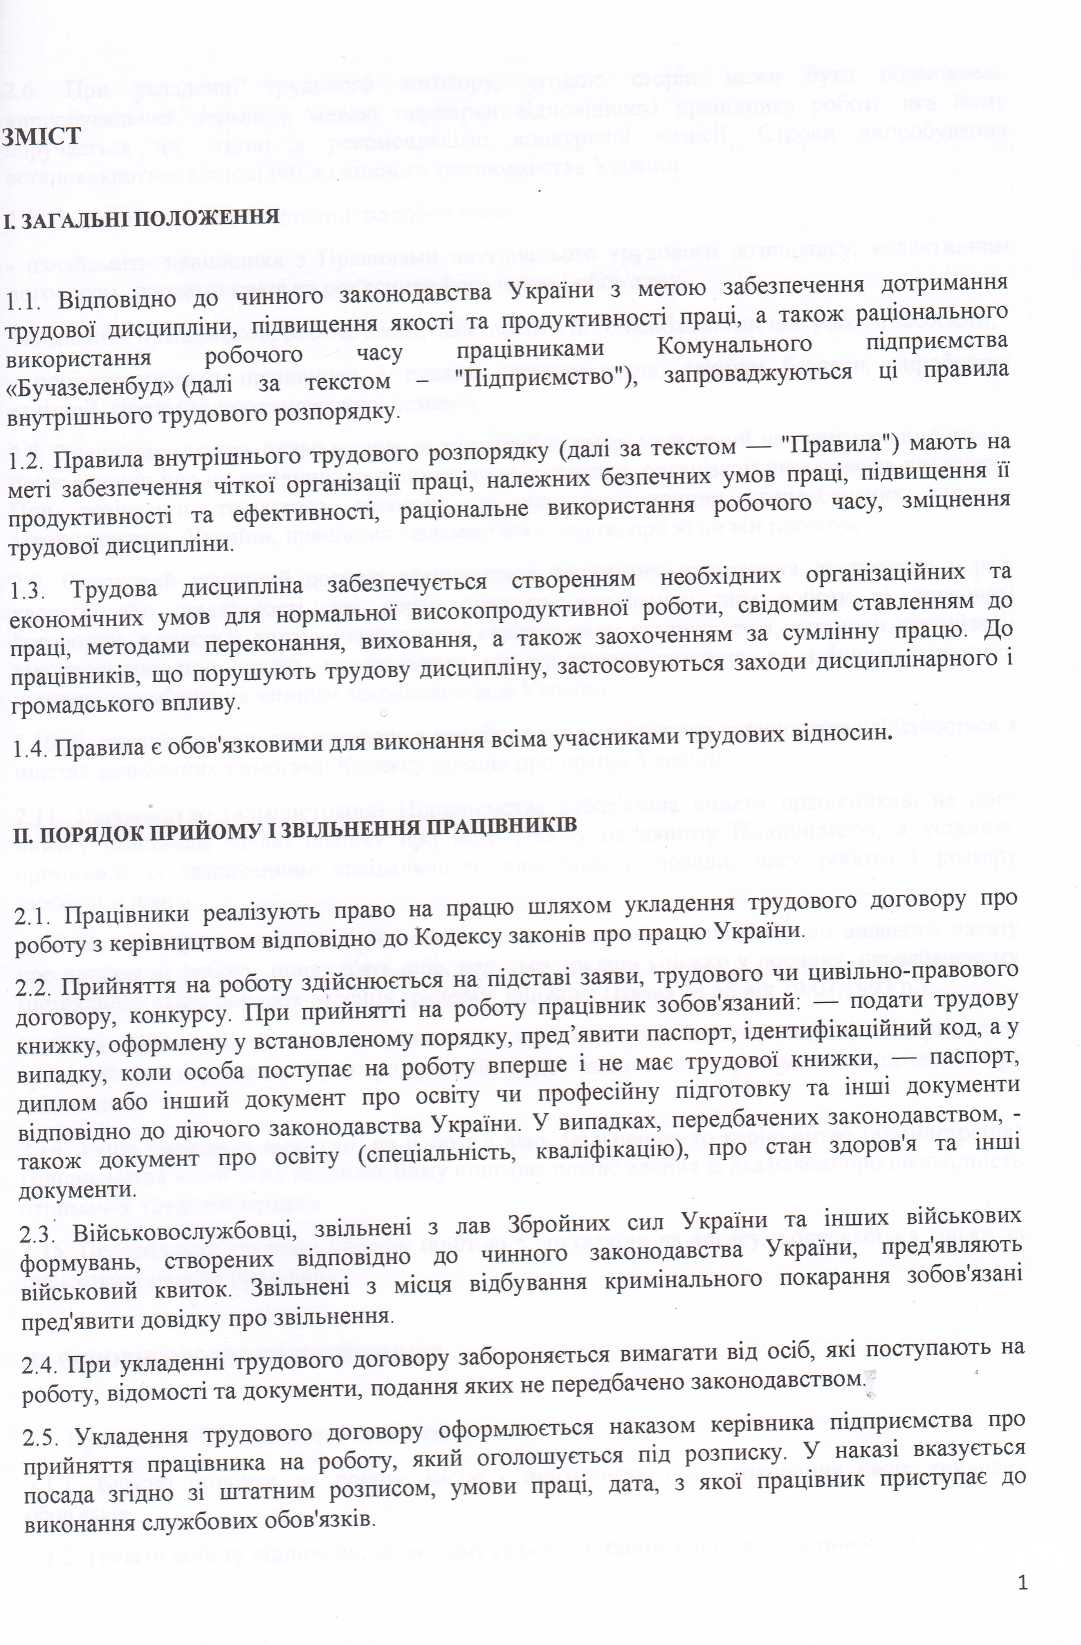 ЗМІСТ
І. ЗАГАЛЬНІ ПОЛОЖЕННЯ
1.1. Відповідно до чинного законодавства України з метою забезпечення дотримання
трудової дисципліни, підвищення якості та продуктивності праці, а також раціонального
використання робочого часу працівниками Комунального підприємства
«Бучазеленбуд» (далі за текстом – "Підприємство"), запроваджуються ці правила
внутрішнього трудового розпорядку.
1.2. Правила внутрішнього трудового розпорядку (далі за текстом — "Правила") мають на
меті забезпечення чіткої організації праці, належних безпечних умов праці, підвищення її
продуктивності та ефективності, раціональне використання робочого часу, зміцнення
трудової дисципліни.
1.3. Трудова дисципліна забезпечується створенням необхідних організаційних та
економічних умов для нормальної високопродуктивної роботи, свідомим ставленням до
праці, методами переконання, виховання, а також заохоченням за сумлінну працю. До
працівників, що порушують трудову дисципліну, застосовуються заходи дисциплінарного і
громадського впливу.
1.4. Правила є обов'язковими для виконання всіма учасниками трудових відносин.
ІІ. ПОРЯДОК ПРИЙОМУ І ЗВІЛЬНЕННЯ ПРАЦІВНИКІВ
2.1. Працівники реалізують право на працю шляхом укладення трудового договору про
роботу з керівництвом відповідно до Кодексу законів про працю України.
2.2. Прийняття на роботу здійснюється на підставі заяви, трудового чи цивільно-правового
договору, конкурсу. При прийнятті на роботу працівник зобов'язаний: — подати трудову
книжку, оформлену у встановленому порядку, пред’явити паспорт, ідентифікаційний код, а у
випадку, коли особа поступає на роботу вперше і не має трудової книжки, — паспорт,
диплом або інший документ про освіту чи професійну підготовку та інші документи
відповідно до діючого законодавства України. У випадках, передбачених законодавством, -
також документ про освіту (спеціальність, кваліфікацію), про стан здоров'я та інші
документи.
2.3. Військовослужбовці, звільнені з лав Збройних сил України та інших військових
формувань, створених відповідно до чинного законодавства України, пред'являють
військовий квиток. Звільнені з місця відбування кримінального покарання зобов'язані
пред'явити довідку про звільнення.
2.4. При укладенні трудового договору забороняється вимагати від осіб, які поступають на
роботу, відомості та документи, подання яких не передбачено законодавством.
2.5. Укладення трудового договору оформлюється наказом керівника підприємства про
прийняття працівника на роботу, який оголошується під розписку. У наказі вказується
посада згідно зі штатним розписом, умови праці, дата, з якої працівник приступає до
виконання службових обов'язків.
1